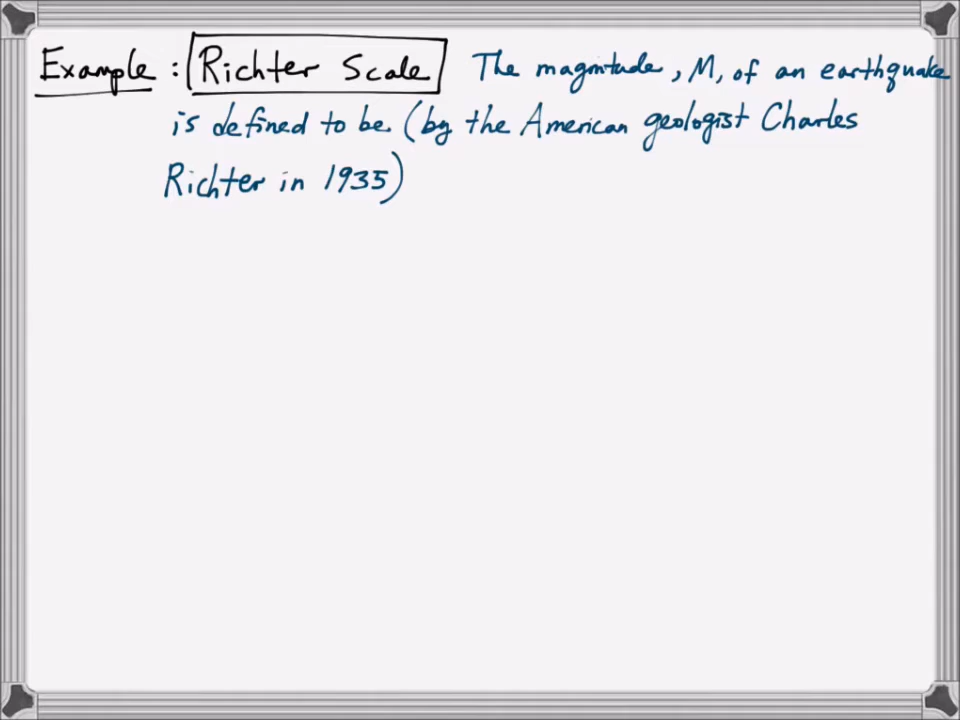 Example : Richter Scale The magnitude, M, of an earthquake
is defined to be (by the American geologist Charles
Richter in 1935)